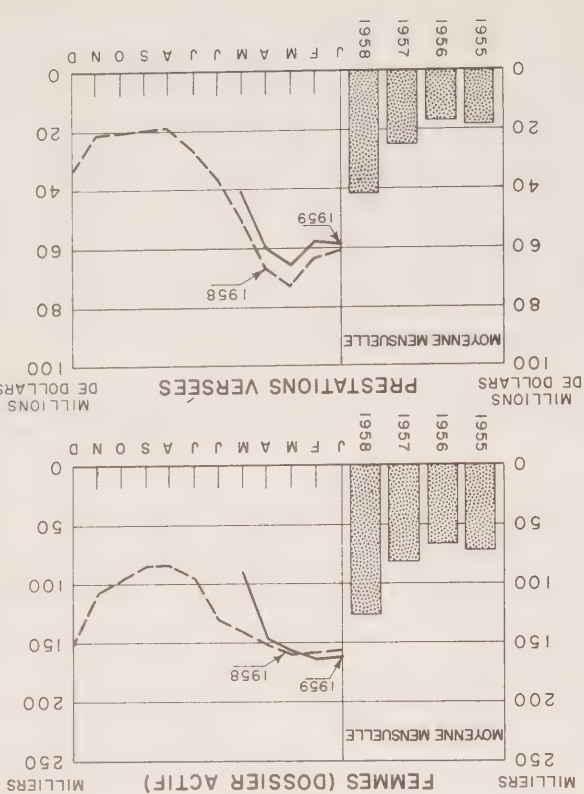 MILLIERS FEMMES (DOSSIER ACTIF) MILLIERS
250 250
MOYENNE MENSUELLE
200 200
1959
1958
150 150
100 100
50 50
0 0
1955 1956 1957 1958 J F M A M J J A S O N D
MILLIONS DE DOLLARS PRESTATIONS VERSÉES MILLIONS DE DOLLARS
100 100
MOYENNE MENSUELLE
80 80
1958
60 60
1959
40 40
20 20
0 0
1955 1956 1957 1958 J F M A M J J A S O N D